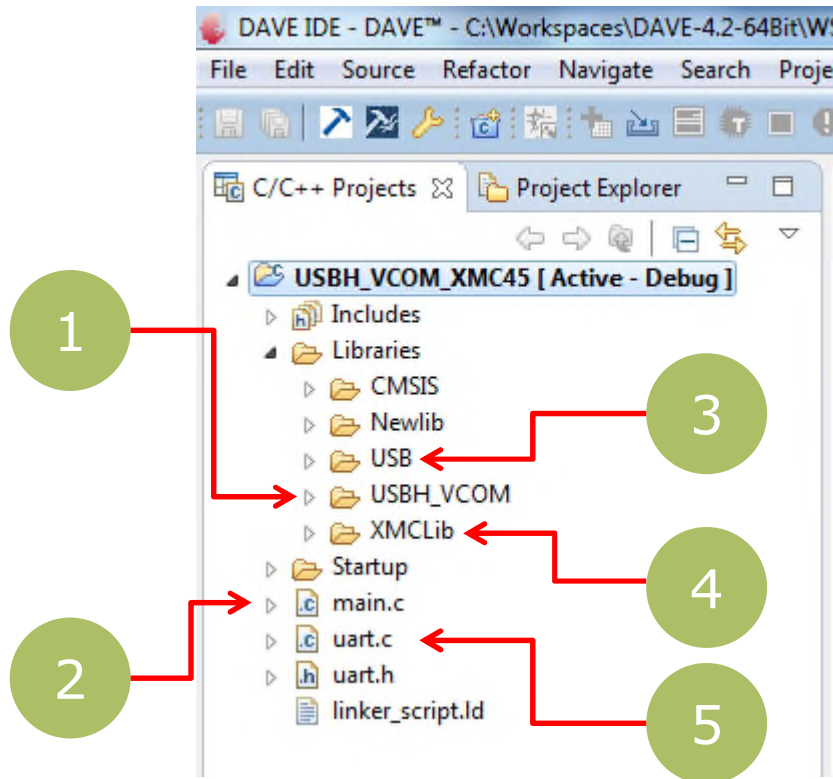 DAVE IDE - DAVE™ - C:\Workspaces\DAVE-4.2-64Bit\WS
File Edit Source Refactor Navigate Search Proje
C/C++ Projects Project Explorer
USBH_VCOM_XMC45 [ Active - Debug ]
Includes
1
Libraries
CMSIS
3
Newlib
USB
USBH_VCOM
XMCLib
Startup
4
main.c
uart.c
2
uart.h
linker_script.ld
5